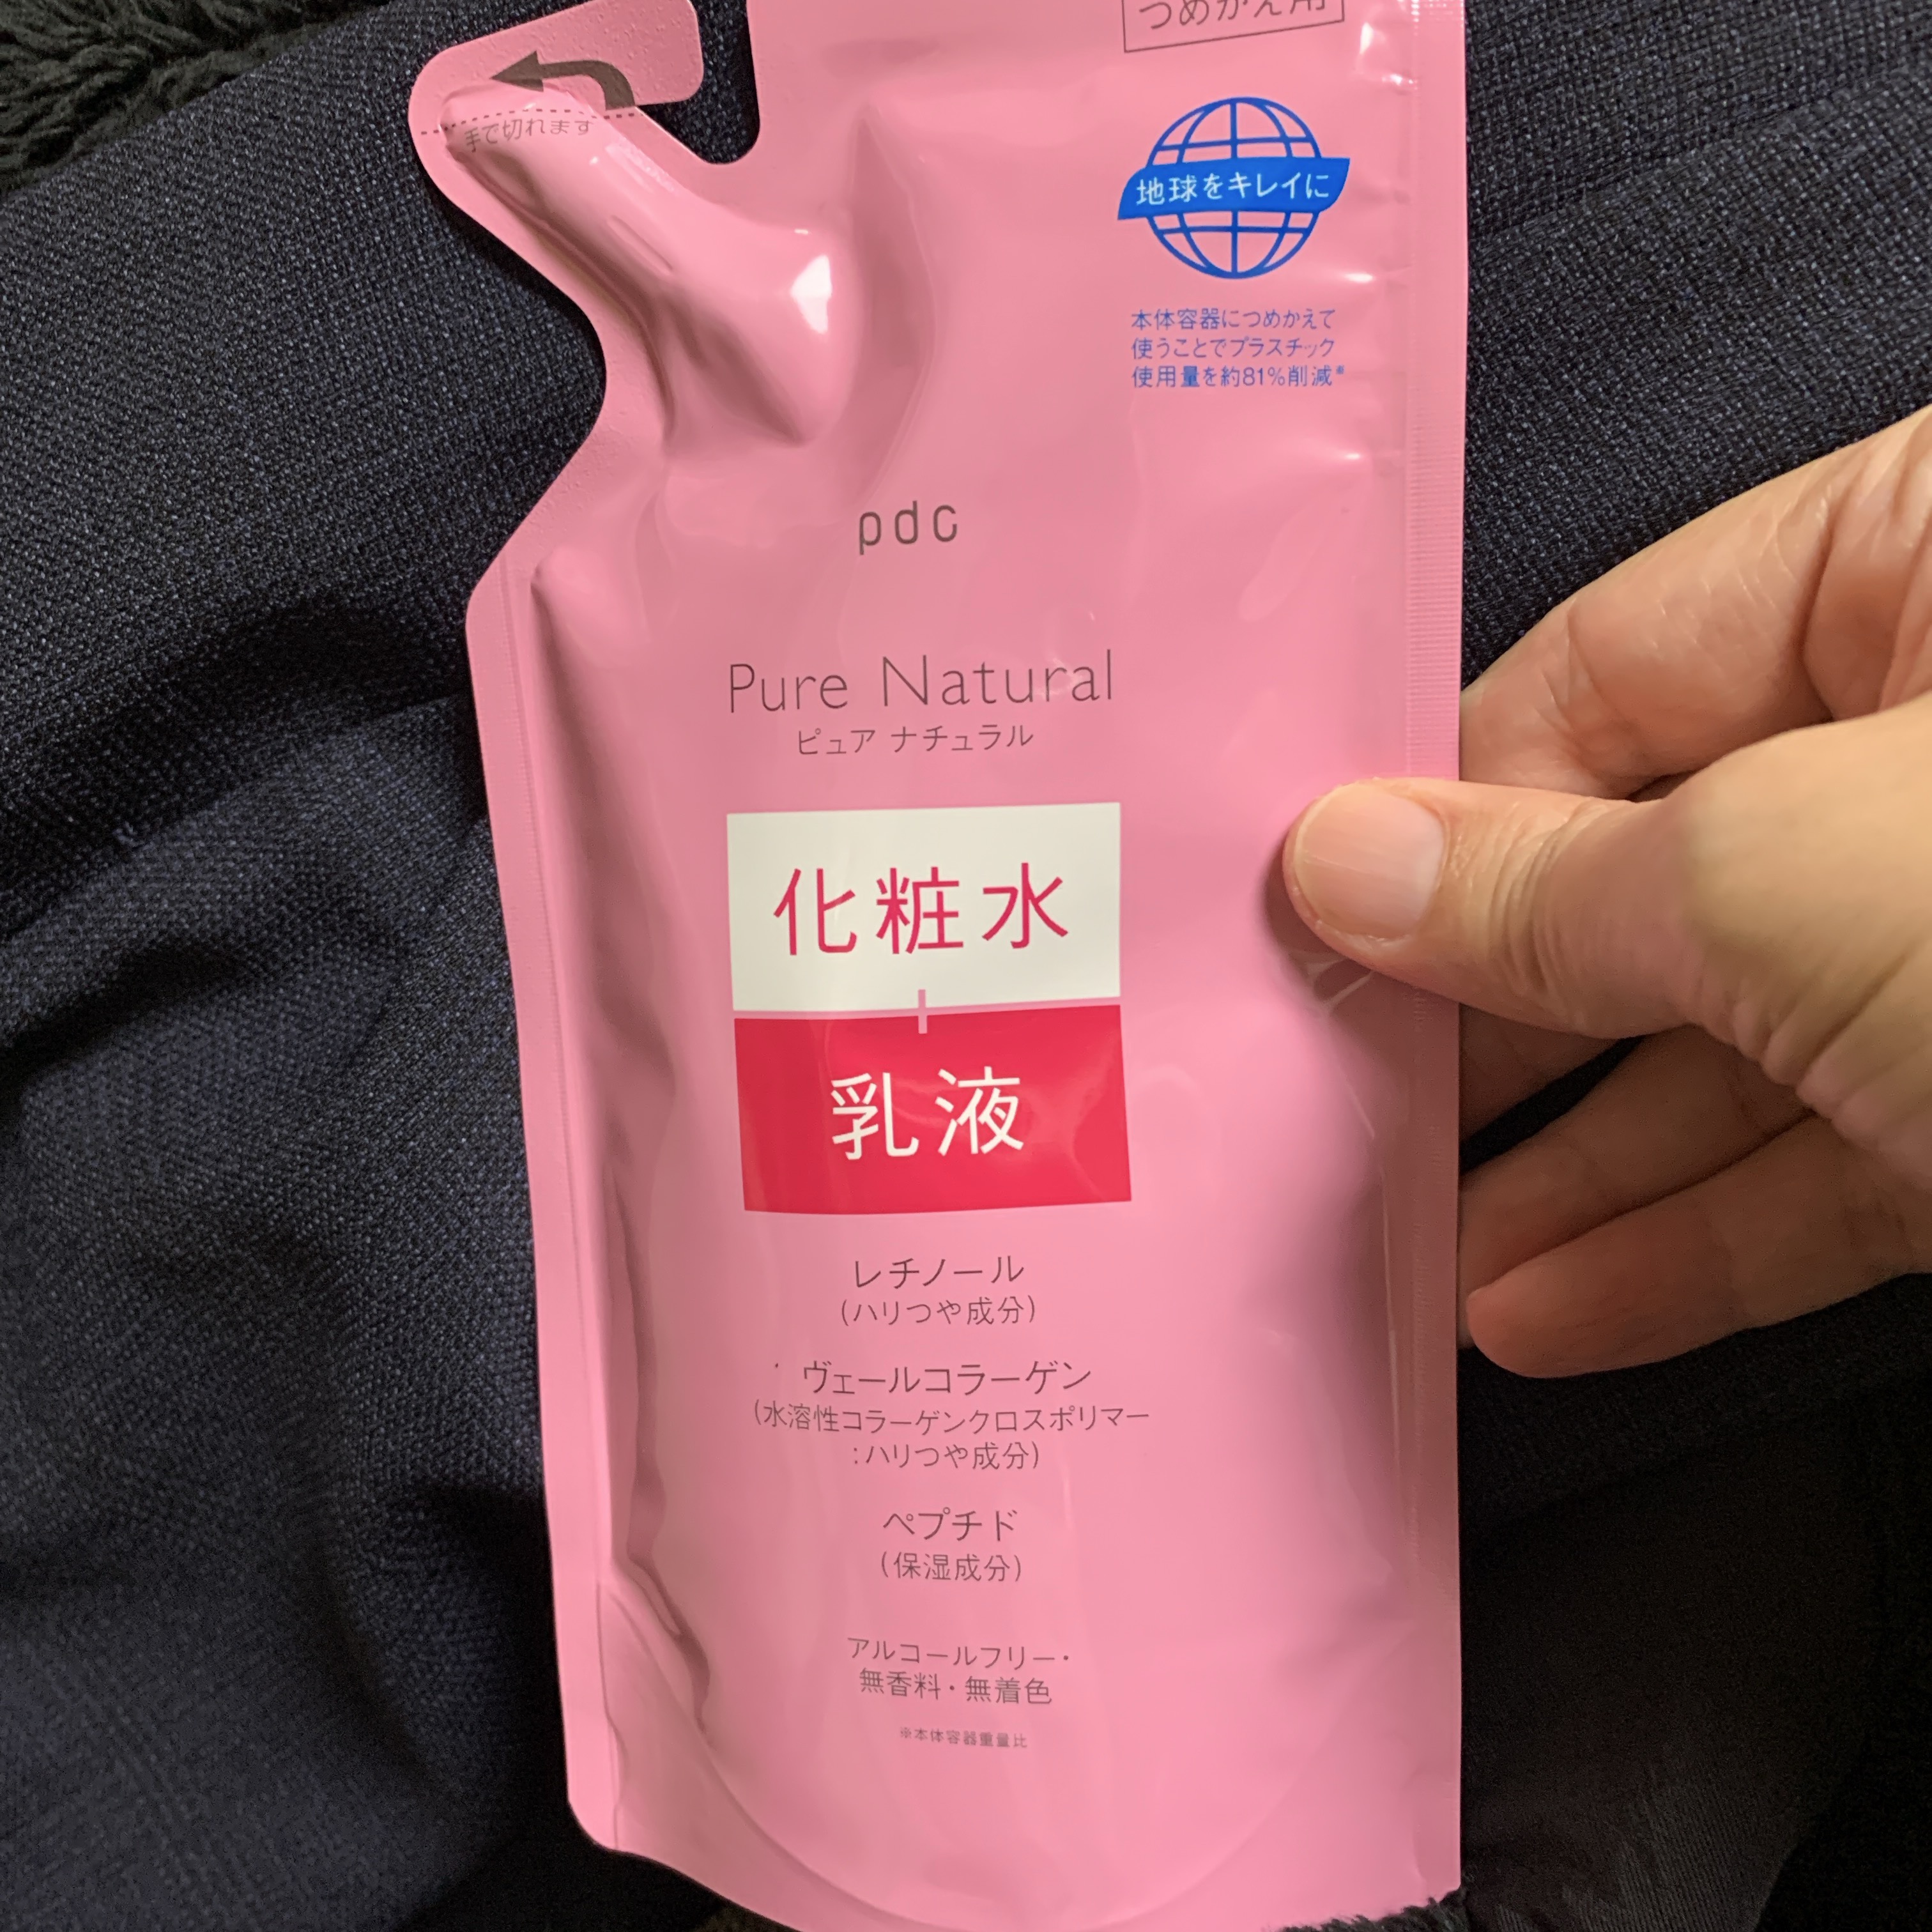 つめかえ用
手で切れます
地球をキレイに
本体容器につめかえて
使うことでプラスチック
使用量を約81%削減※
pdc
Pure Natural
ピュア ナチュラル
化粧水
+
乳液
レチノール
(ハリつや成分)
ヴェールコラーゲン
(水溶性コラーゲンクロスポリマー
:ハリつや成分)
ペプチド
(保湿成分)
アルコールフリー・
無香料・無着色
※本体容器重量比